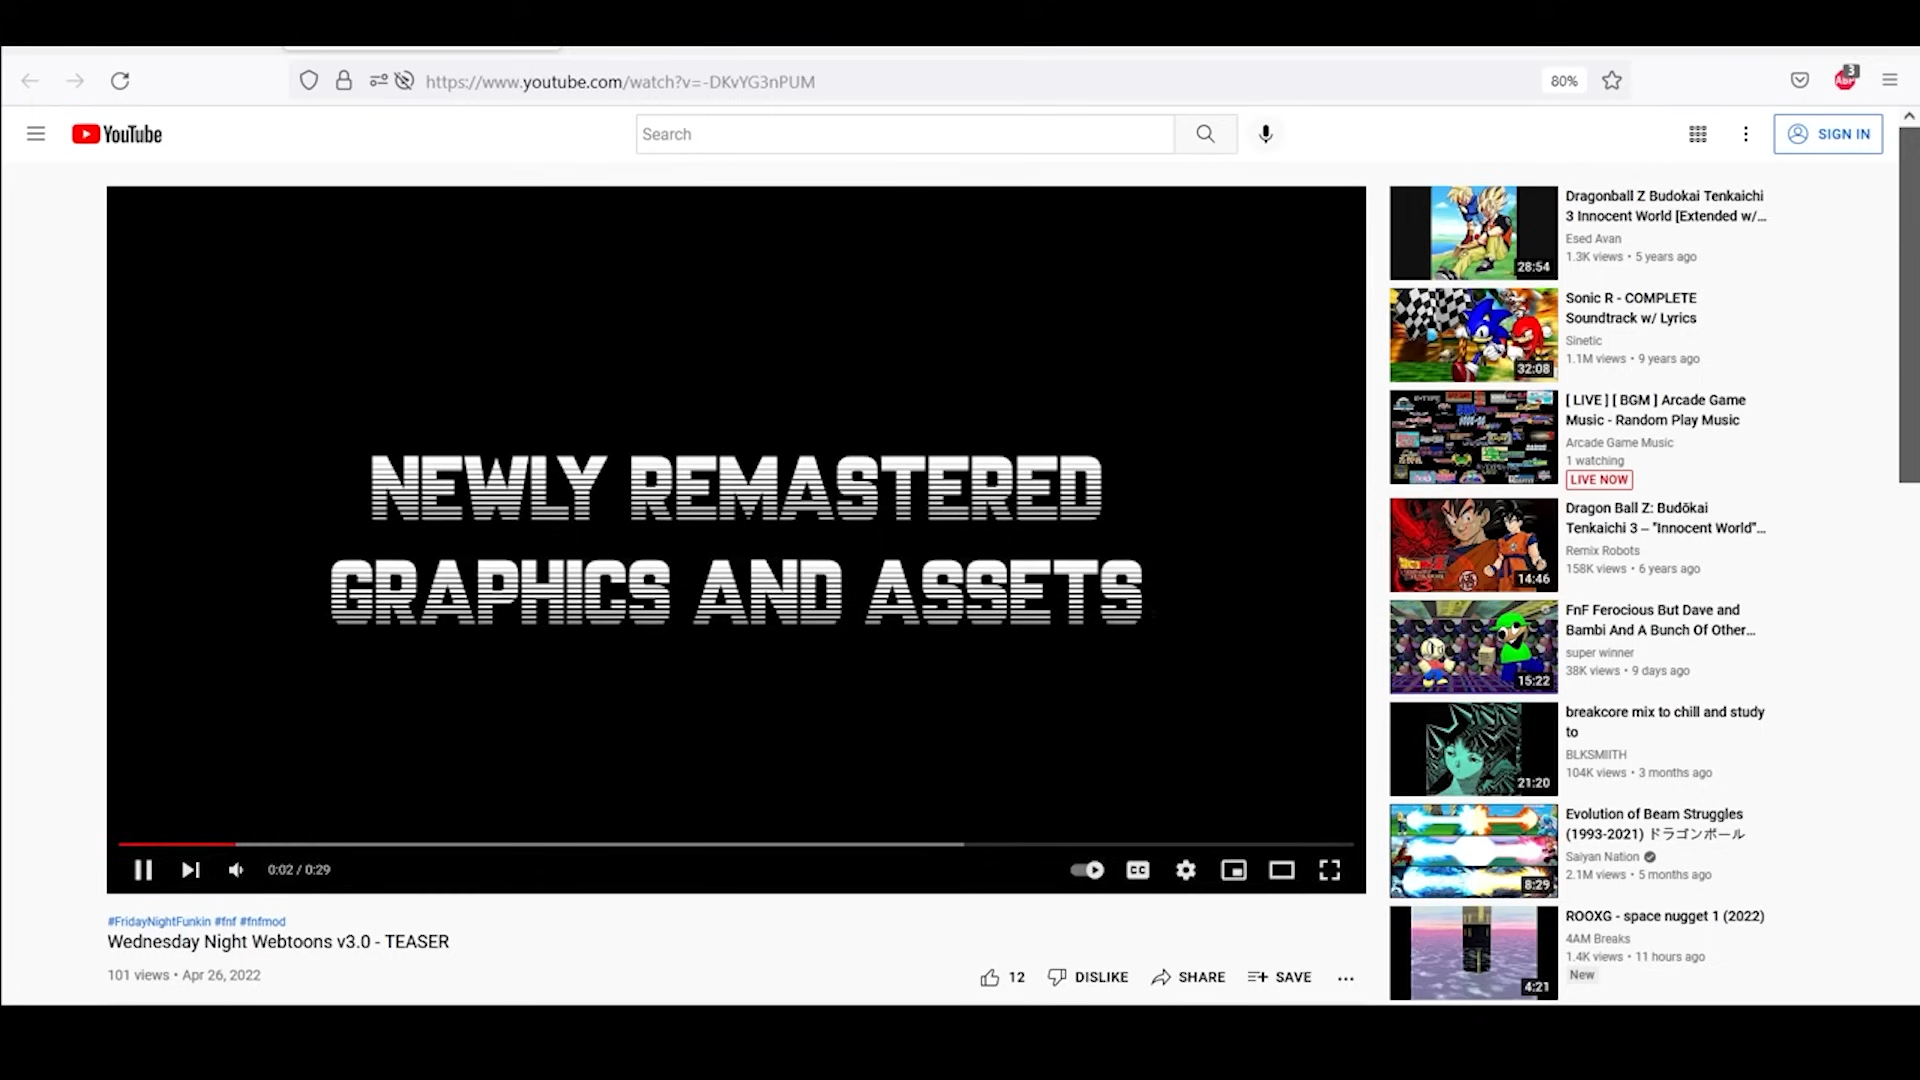 https://www.youtube.com/watch?v=-DKvYG3nPUM
80%
3
ABP
YouTube
Search
SIGN IN
NEWLY REMASTERED
GRAPHICS AND ASSETS
0:02 / 0:29
CC
#FridayNightFunkin #fnf #fnfmod
Wednesday Night Webtoons v3.0 - TEASER
101 views • Apr 26, 2022
12
DISLIKE
SHARE
SAVE
28:54
Dragonball Z Budokai Tenkaichi
3 Innocent World [Extended w/...
Esed Avan
1.3K views • 5 years ago
32:08
Sonic R - COMPLETE
Soundtrack w/ Lyrics
Sinetic
1.1M views • 9 years ago
[ LIVE ] [ BGM ] Arcade Game
Music - Random Play Music
Arcade Game Music
1 watching
LIVE NOW
14:46
Dragon Ball Z: Budōkai
Tenkaichi 3 – "Innocent World"...
Remix Robots
158K views • 6 years ago
15:22
FnF Ferocious But Dave and
Bambi And A Bunch Of Other...
super winner
38K views • 9 days ago
21:20
breakcore mix to chill and study
to
BLKSMIITH
104K views • 3 months ago
8:29
Evolution of Beam Struggles
(1993-2021) ドラゴンボール
Saiyan Nation
2.1M views • 5 months ago
4:21
ROOXG - space nugget 1 (2022)
4AM Breaks
1.4K views • 11 hours ago
New